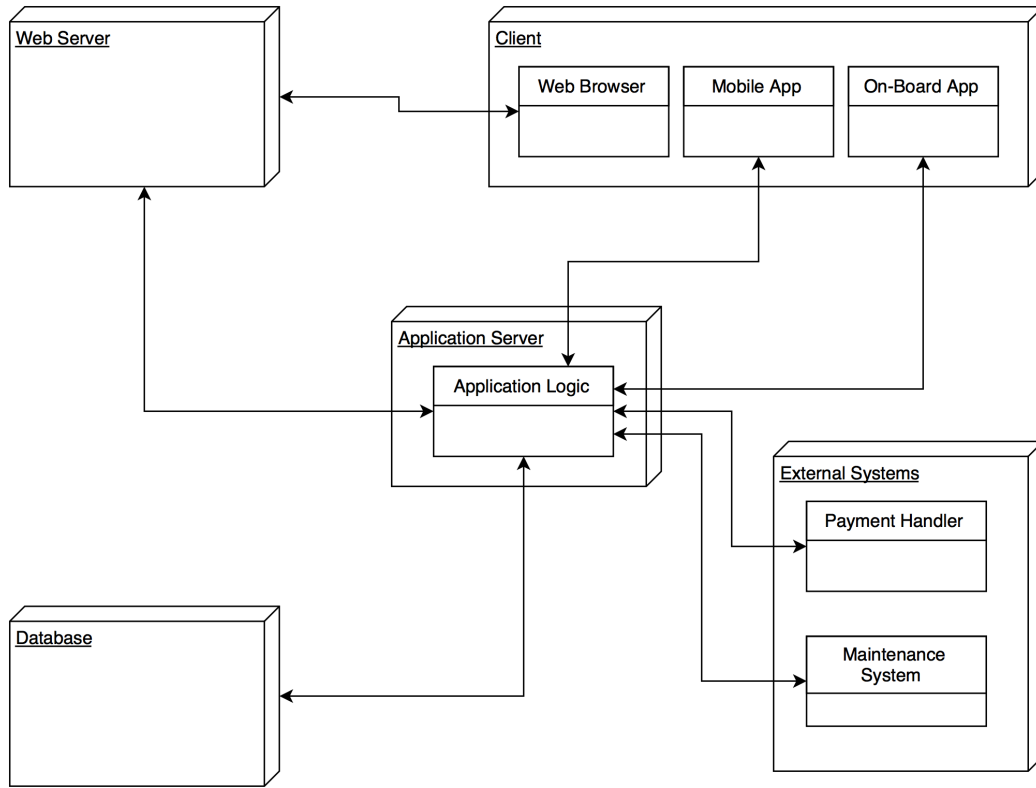 Web Server
Client
Web Browser
Mobile App
On-Board App
Application Server
Application Logic
External Systems
Payment Handler
Database
Maintenance
System